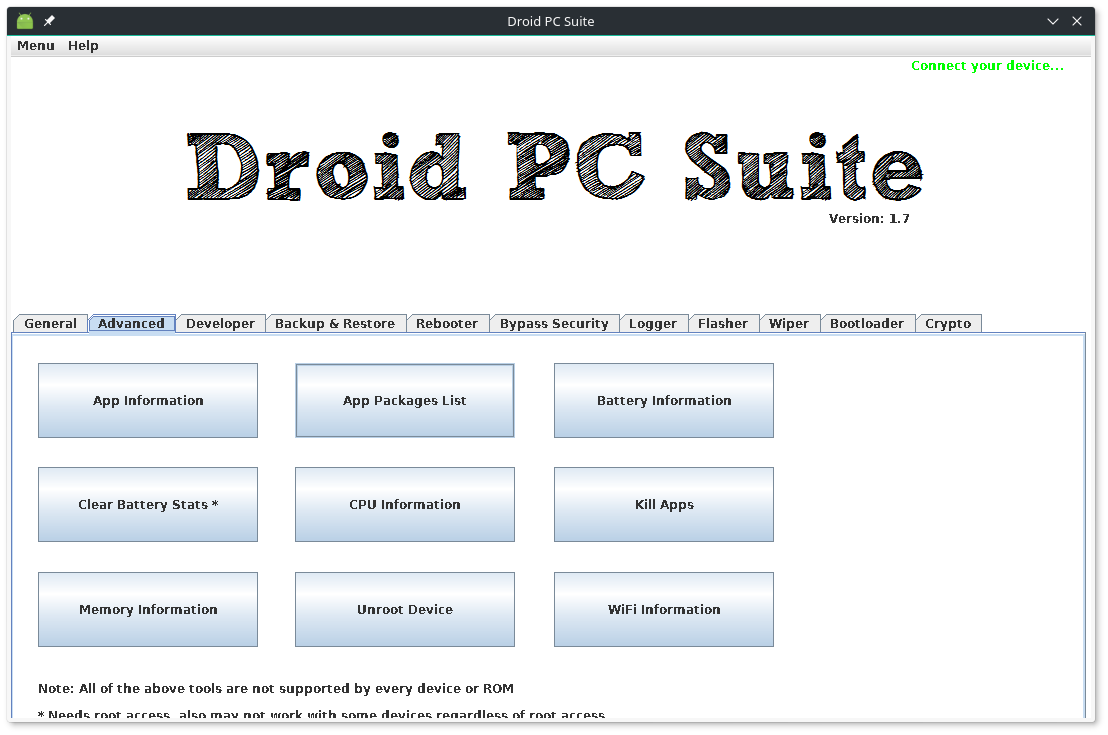 Droid PC Suite
Menu Help
Connect your device...
Droid PC Suite
Version: 1.7
General Advanced Developer Backup & Restore Rebooter Bypass Security Logger Flasher Wiper Bootloader Crypto
App Information App Packages List Battery Information
Clear Battery Stats * CPU Information Kill Apps
Memory Information Unroot Device WiFi Information
Note: All of the above tools are not supported by every device or ROM
* Needs root access, also may not work with some devices regardless of root access